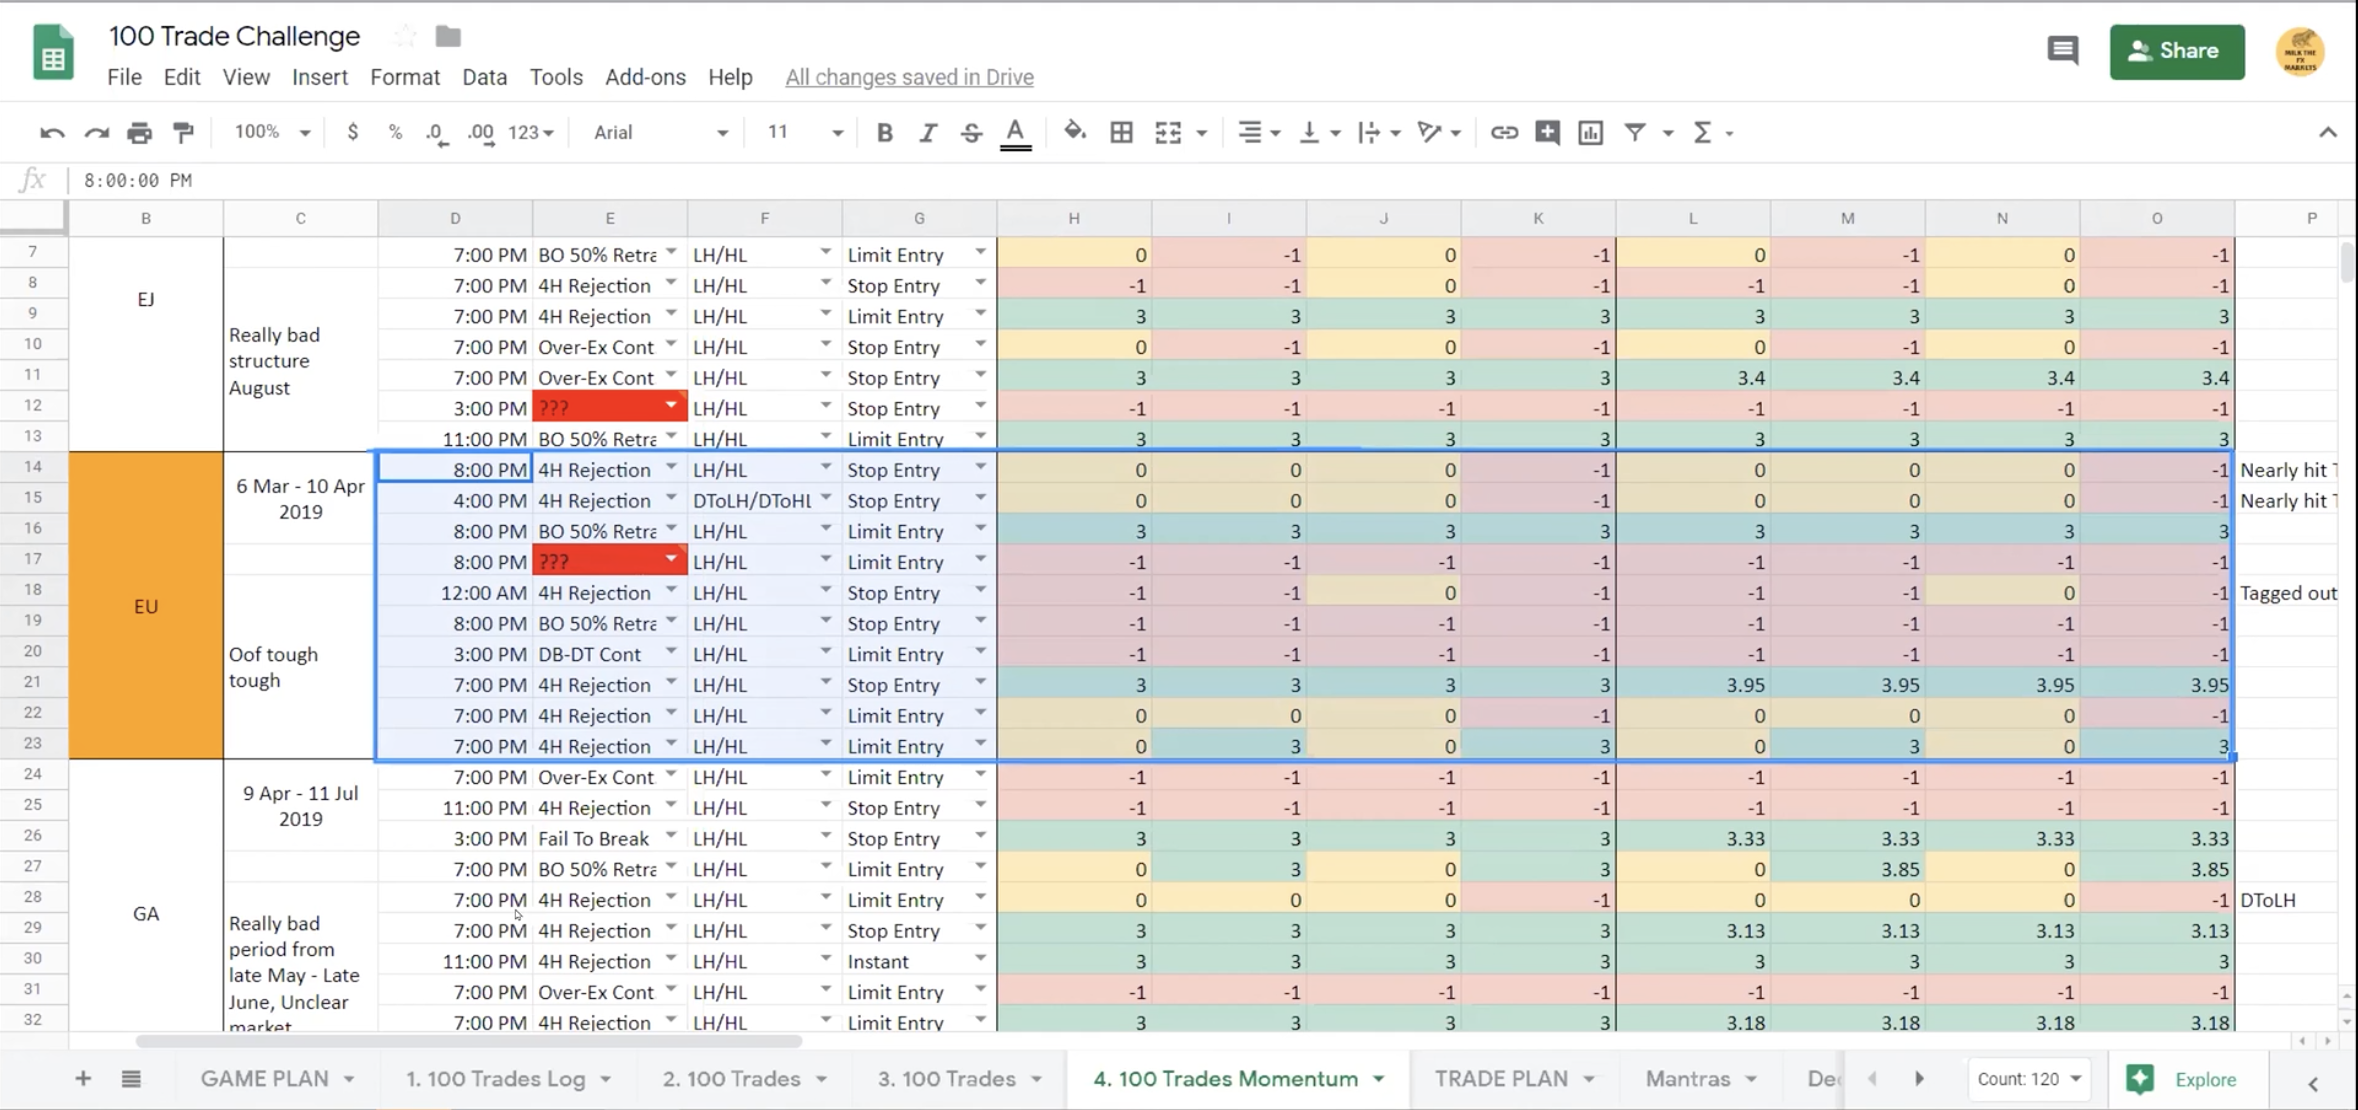 100 Trade Challenge
File Edit View Insert Format Data Tools Add-ons Help All changes saved in Drive
Share
MILK THE FX MARKETS
100% $ % .0 .00 123 Arial 11 B I S A
fx 8:00:00 PM
B C D E F G H I J K L M N O P
7 7:00 PM BO 50% Retra LH/HL Limit Entry 0 -1 0 -1 0 -1 0 -1
8 7:00 PM 4H Rejection LH/HL Stop Entry -1 -1 0 -1 -1 -1 0 -1
EJ
9 7:00 PM 4H Rejection LH/HL Limit Entry 3 3 3 3 3 3 3 3
Really bad structure August
10 7:00 PM Over-Ex Cont LH/HL Stop Entry 0 -1 0 -1 0 -1 0 -1
11 7:00 PM Over-Ex Cont LH/HL Stop Entry 3 3 3 3 3.4 3.4 3.4 3.4
12 3:00 PM ??? LH/HL Stop Entry -1 -1 -1 -1 -1 -1 -1 -1
13 11:00 PM BO 50% Retra LH/HL Limit Entry 3 3 3 3 3 3 3 3
14 8:00 PM 4H Rejection LH/HL Stop Entry 0 0 0 -1 0 0 0 -1 Nearly hit T
6 Mar - 10 Apr 2019
15 4:00 PM 4H Rejection DToLH/DToHL Stop Entry 0 0 0 -1 0 0 0 -1 Nearly hit T
16 8:00 PM BO 50% Retra LH/HL Limit Entry 3 3 3 3 3 3 3 3
17 8:00 PM ??? LH/HL Limit Entry -1 -1 -1 -1 -1 -1 -1 -1
18 12:00 AM 4H Rejection LH/HL Stop Entry -1 -1 0 -1 -1 -1 0 -1 Tagged out
EU
19 8:00 PM BO 50% Retra LH/HL Limit Entry -1 -1 -1 -1 -1 -1 -1 -1
Oof tough tough
20 3:00 PM DB-DT Cont LH/HL Limit Entry -1 -1 -1 -1 -1 -1 -1 -1
21 7:00 PM 4H Rejection LH/HL Stop Entry 3 3 3 3 3.95 3.95 3.95 3.95
22 7:00 PM 4H Rejection LH/HL Limit Entry 0 0 0 -1 0 0 0 -1
23 7:00 PM 4H Rejection LH/HL Limit Entry 0 3 0 3 0 3 0 3
24 7:00 PM Over-Ex Cont LH/HL Limit Entry -1 -1 -1 -1 -1 -1 -1 -1
9 Apr - 11 Jul 2019
25 11:00 PM 4H Rejection LH/HL Stop Entry -1 -1 -1 -1 -1 -1 -1 -1
26 3:00 PM Fail To Break LH/HL Stop Entry 3 3 3 3 3.33 3.33 3.33 3.33
27 7:00 PM BO 50% Retra LH/HL Limit Entry 0 3 0 3 0 3.85 0 3.85
28 7:00 PM 4H Rejection LH/HL Limit Entry 0 0 0 -1 0 0 0 -1 DToLH
GA
Really bad period from late May - Late June, Unclear market
29 7:00 PM 4H Rejection LH/HL Stop Entry 3 3 3 3 3.13 3.13 3.13 3.13
30 11:00 PM 4H Rejection LH/HL Instant 3 3 3 3 3 3 3 3
31 7:00 PM Over-Ex Cont LH/HL Limit Entry -1 -1 -1 -1 -1 -1 -1 -1
32 7:00 PM 4H Rejection LH/HL Limit Entry 3 3 3 3 3.18 3.18 3.18 3.18
GAME PLAN 1. 100 Trades Log 2. 100 Trades 3. 100 Trades 4. 100 Trades Momentum TRADE PLAN Mantras Dec Count: 120 Explore